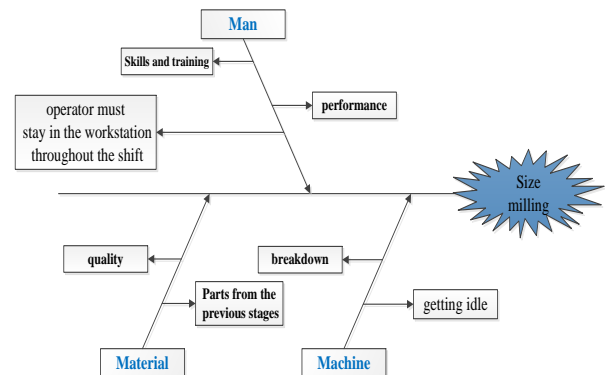 Man
Skills and training
performance
operator must
stay in the workstation
throughout the shift
Size
milling
quality
breakdown
Parts from the
previous stages
getting idle
Material
Machine